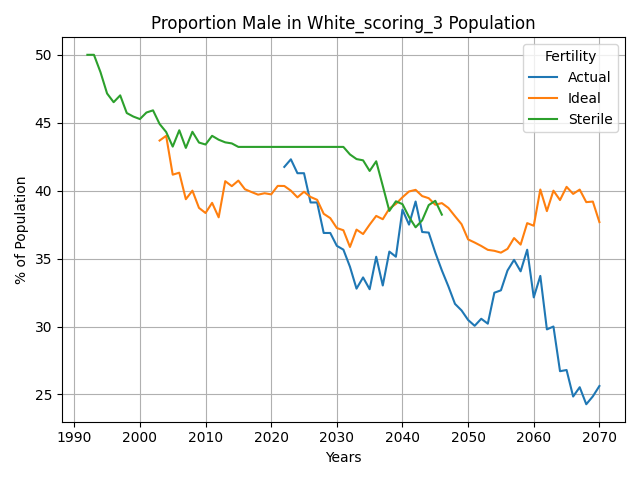 Proportion Male in White_scoring_3 Population
Fertility
Actual
Ideal
Sterile
% of Population
50
45
40
35
30
25
1990
2000
2010
2020
2030
2040
2050
2060
2070
Years